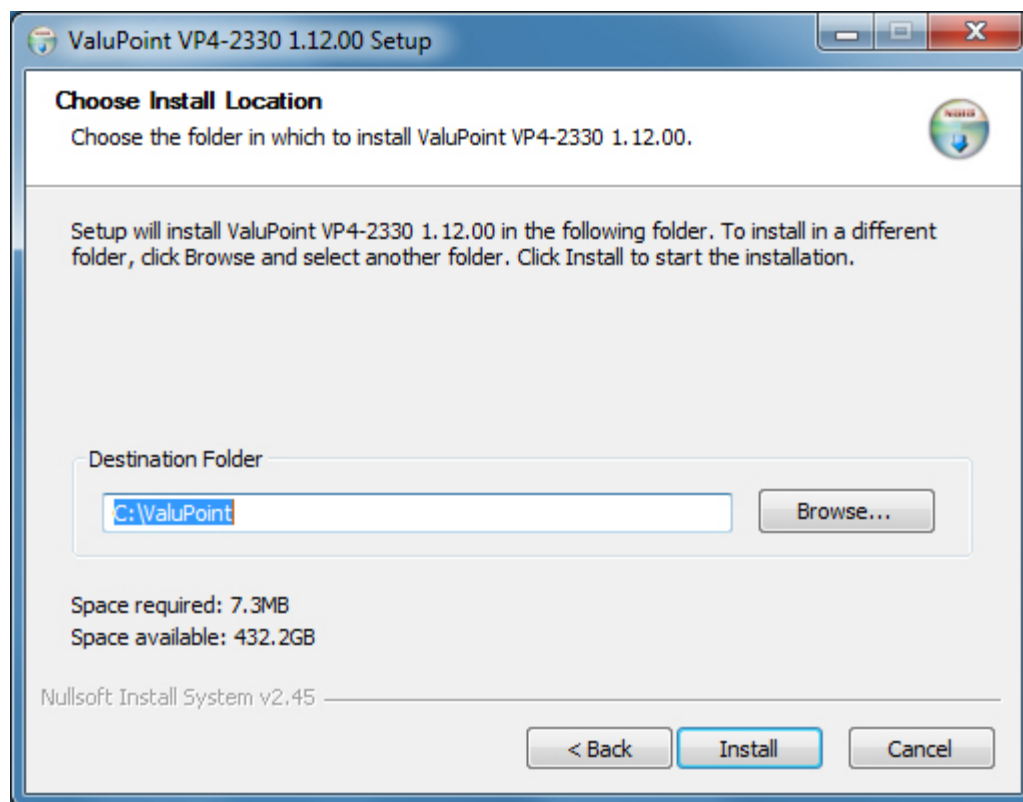 ValuPoint VP4-2330 1.12.00 Setup
Choose Install Location
Choose the folder in which to install ValuPoint VP4-2330 1.12.00.
NSIS
Setup will install ValuPoint VP4-2330 1.12.00 in the following folder. To install in a different
folder, click Browse and select another folder. Click Install to start the installation.
Destination Folder
C:\ValuPoint
Browse...
Space required: 7.3MB
Space available: 432.2GB
Nullsoft Install System v2.45
< Back
Install
Cancel